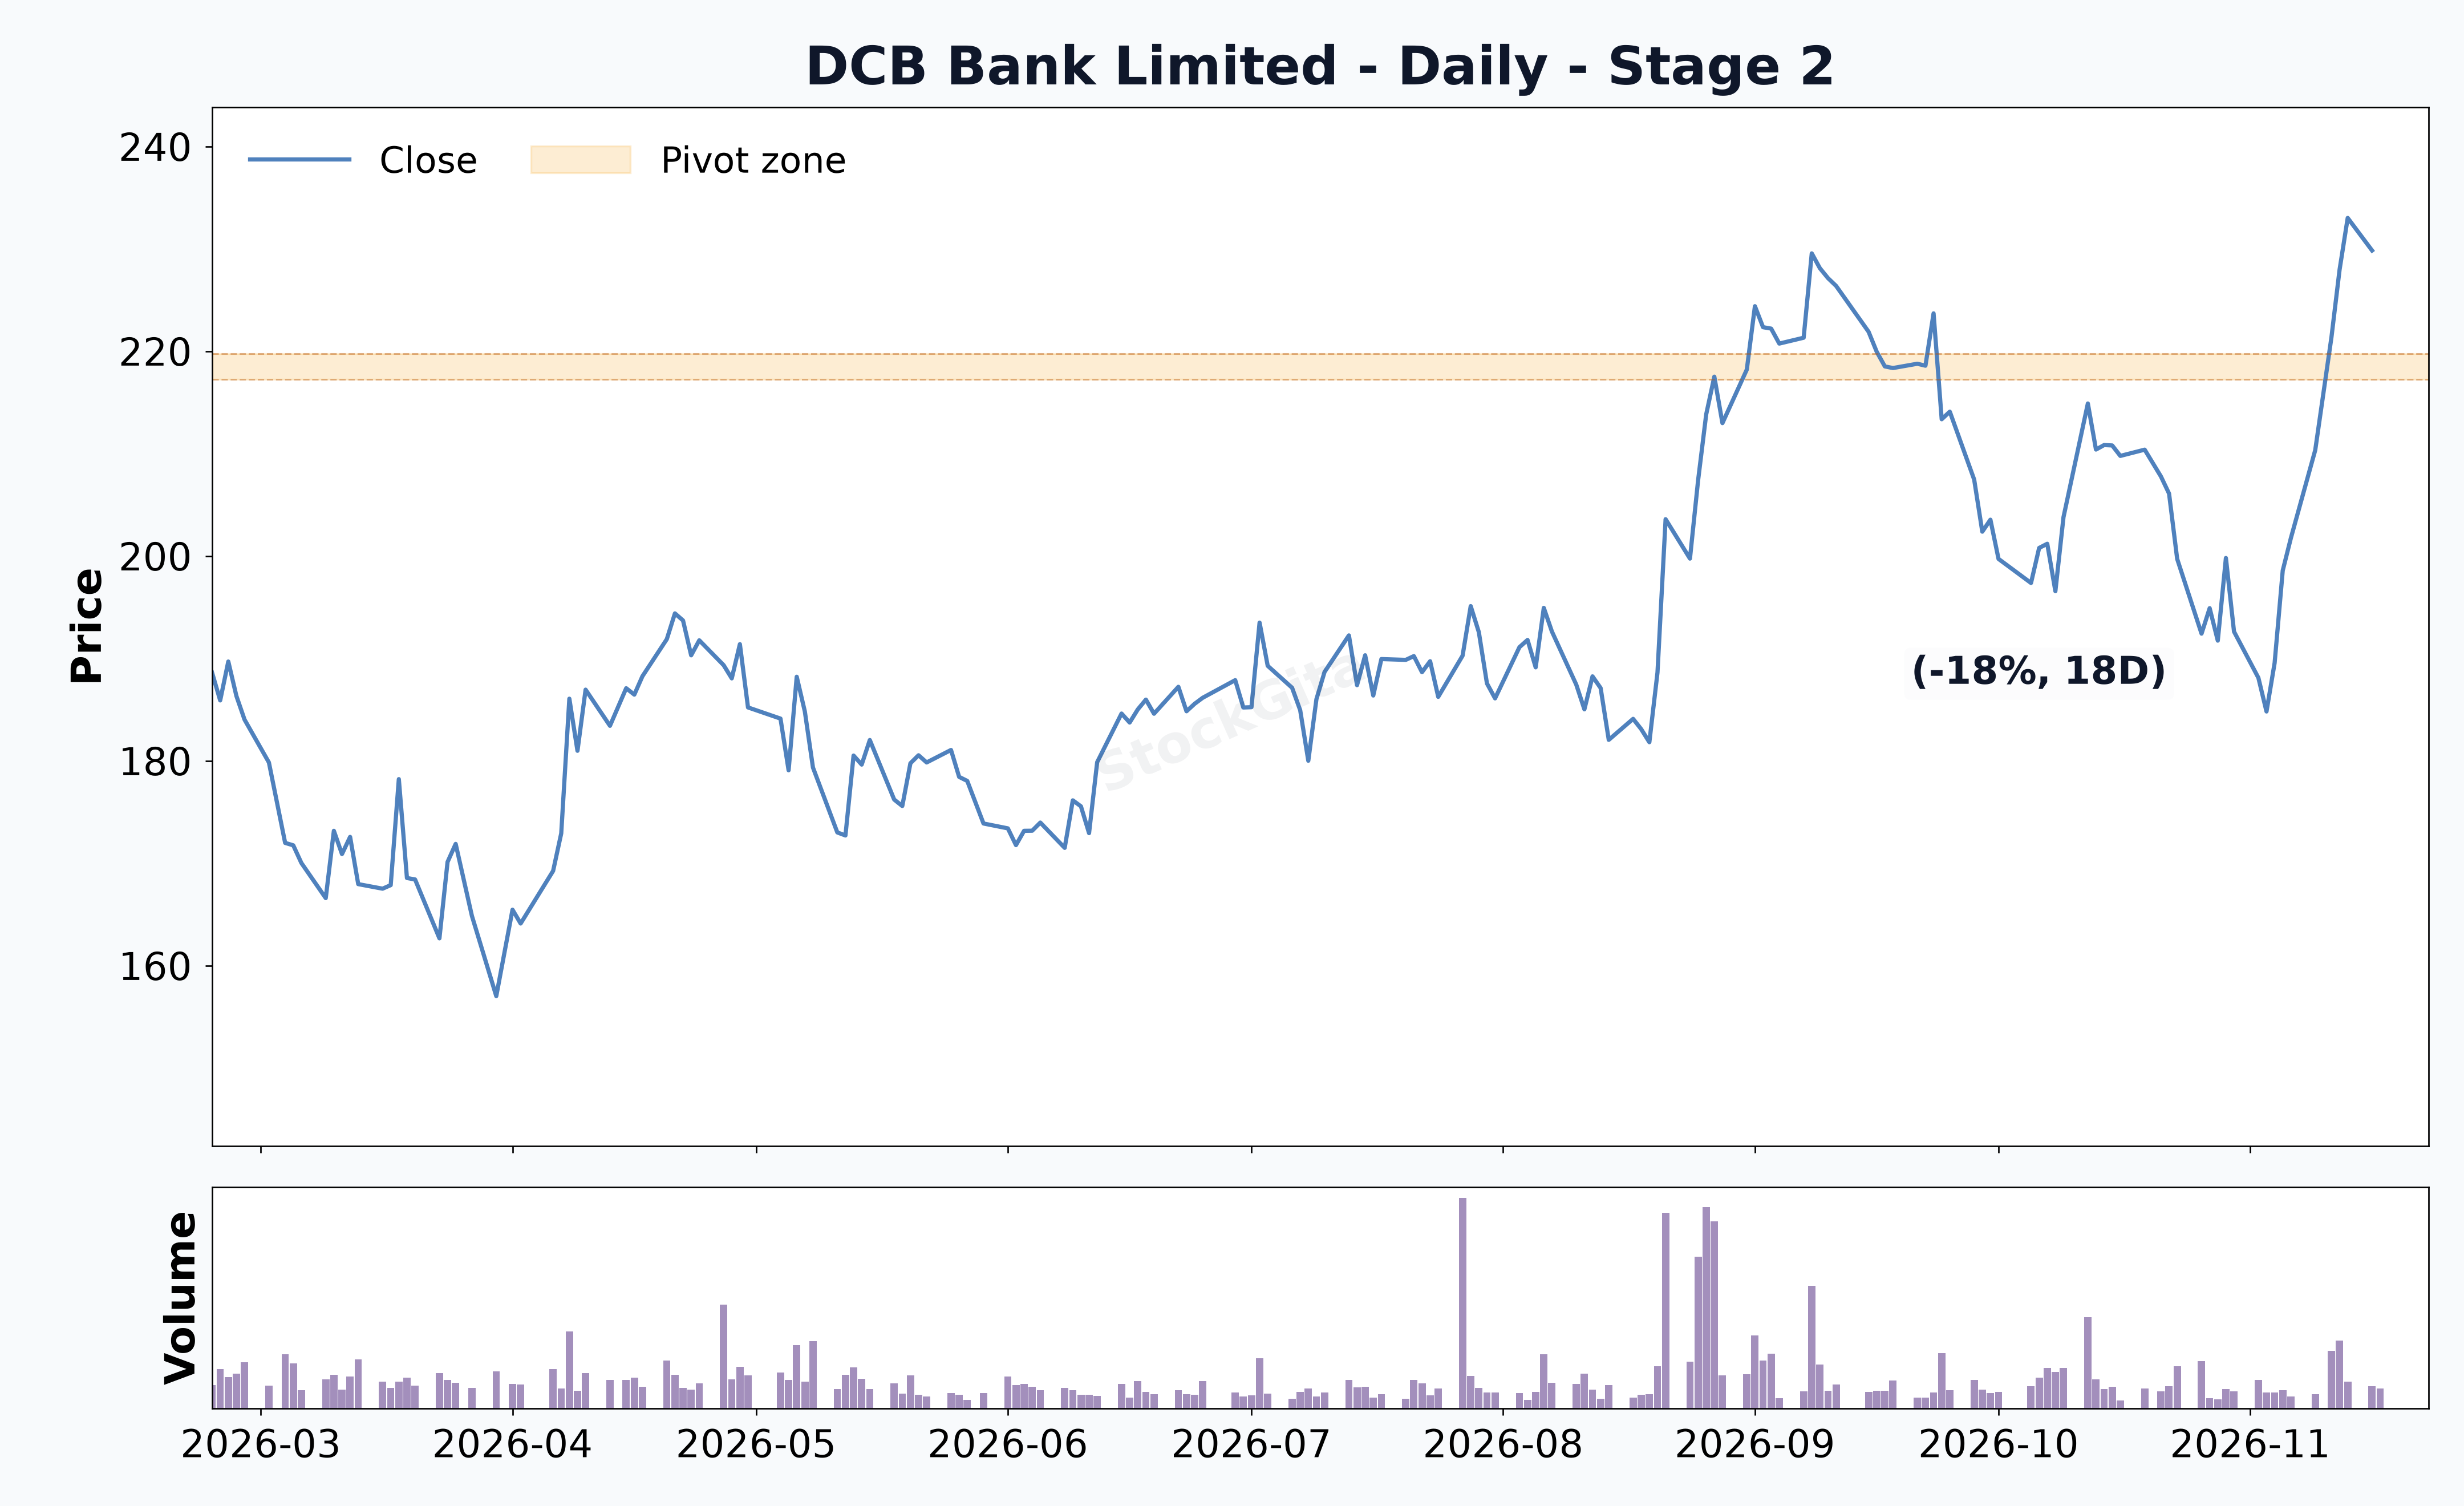 DCB Bank Limited - Daily - Stage 2
Close
Pivot zone
Price
240
220
200
180
160
(-18%, 18D)
StockGita
Volume
2026-03
2026-04
2026-05
2026-06
2026-07
2026-08
2026-09
2026-10
2026-11